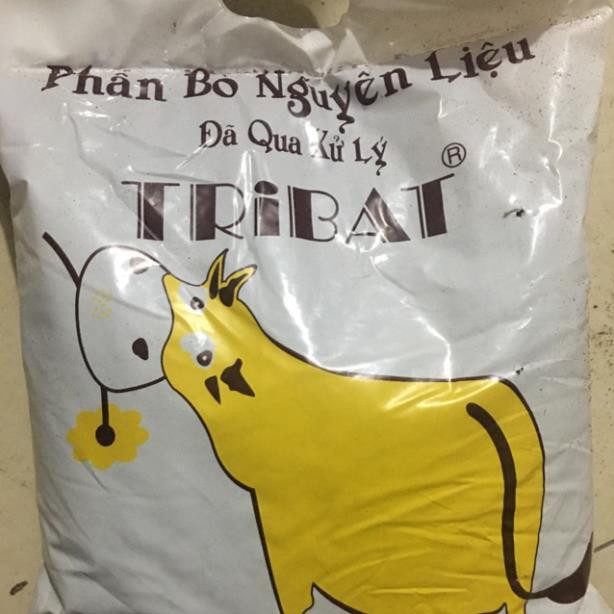 Phân Bò Nguyên Liệu
Đã Qua Xử Lý
TRiBAT ®